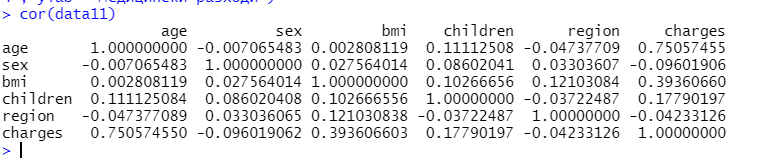 > cor(data11)
age sex bmi children region charges
age 1.000000000 -0.007065483 0.002808119 0.11112508 -0.04737709 0.75057455
sex -0.007065483 1.000000000 0.027564014 0.08602041 0.03303607 -0.09601906
bmi 0.002808119 0.027564014 1.000000000 0.10266656 0.12103084 0.39360660
children 0.111125084 0.086020408 0.102666556 1.00000000 -0.03722487 0.17790197
region -0.047377089 0.033036065 0.121030838 -0.03722487 1.00000000 -0.04233126
charges 0.750574550 -0.096019062 0.393606603 0.17790197 -0.04233126 1.00000000
>